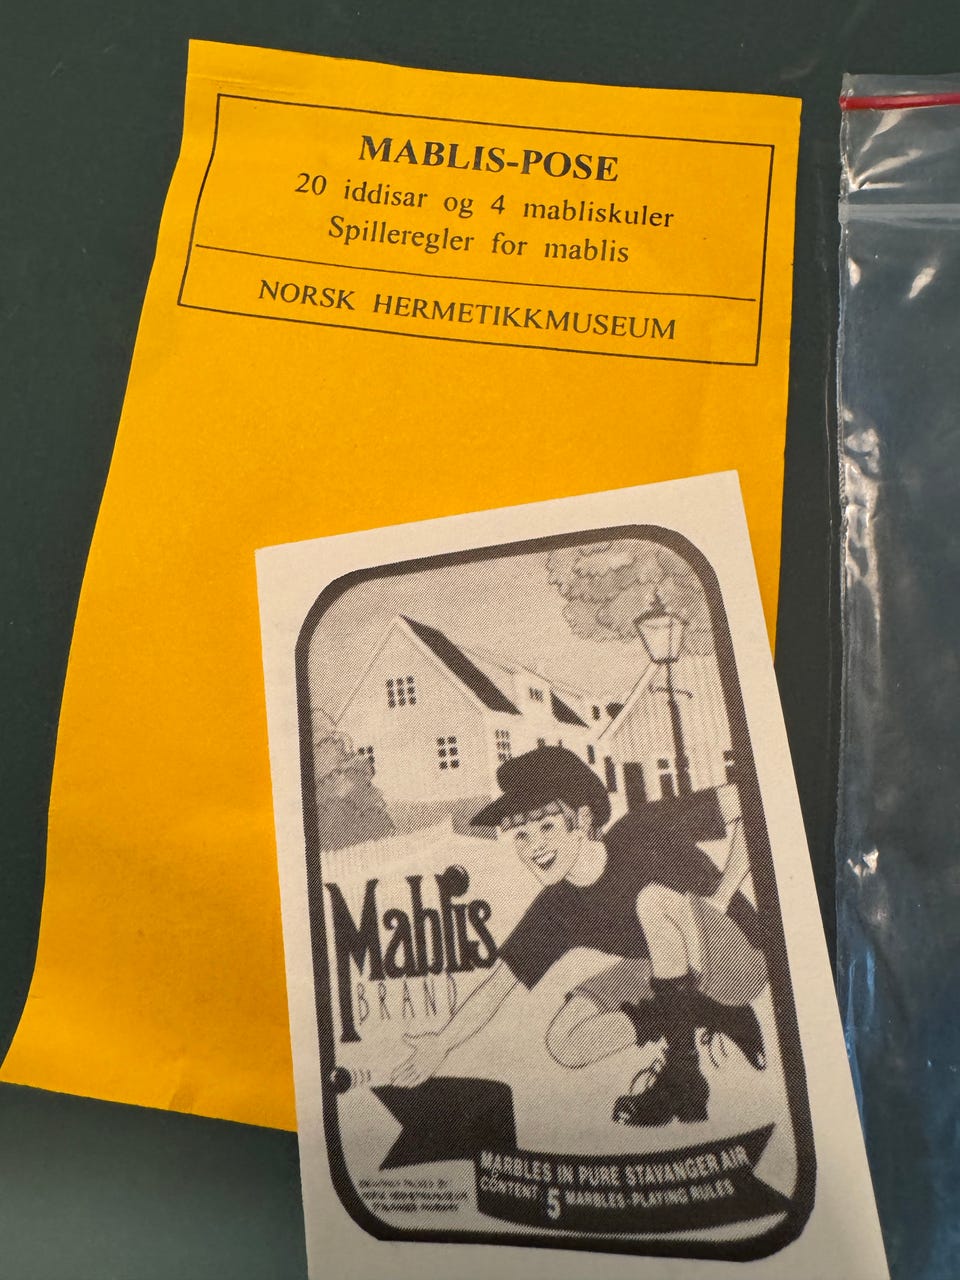 MABLIS-POSE
20 iddisar og 4 mabliskuler
Spilleregler for mablis
NORSK HERMETIKKMUSEUM
Mablis
BRAND
MARBLES IN PURE STAVANGER AIR
CONTENT 5 MARBLES-PLAYING RULES